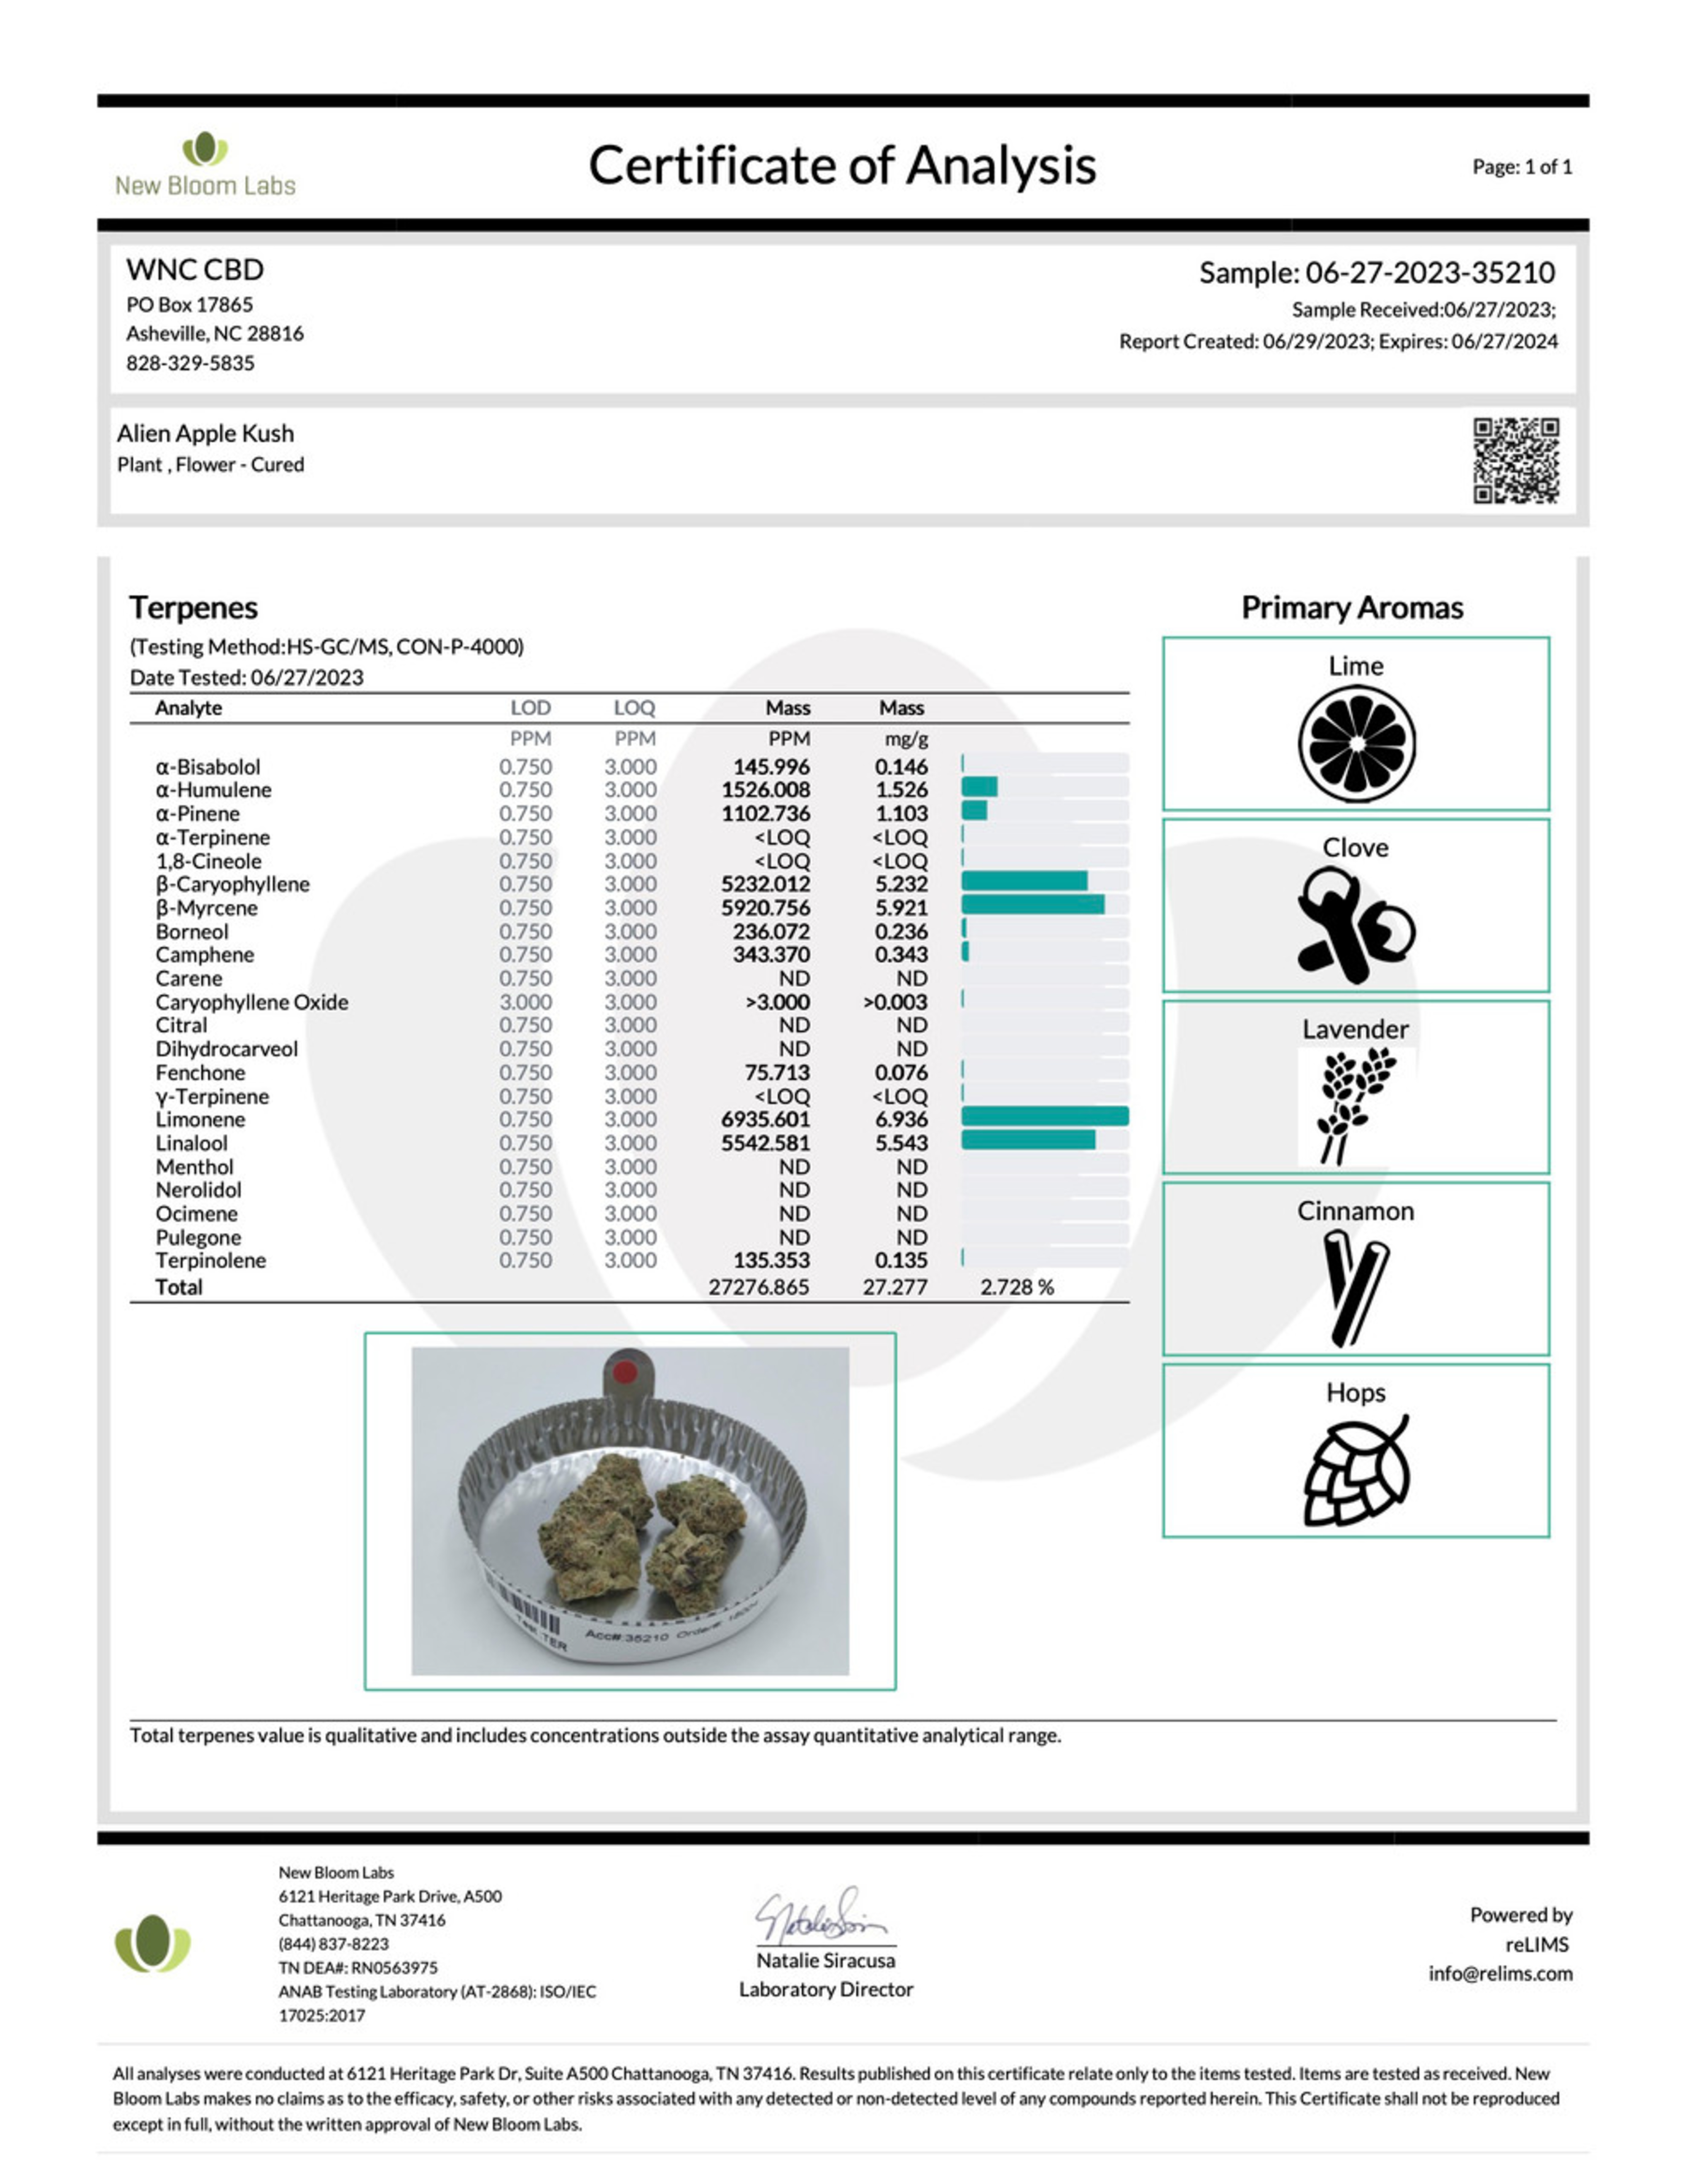 New Bloom Labs
Certificate of Analysis
Page: 1 of 1
WNC CBD
PO Box 17865
Asheville, NC 28816
828-329-5835
Sample: 06-27-2023-35210
Sample Received:06/27/2023;
Report Created: 06/29/2023; Expires: 06/27/2024
Alien Apple Kush
Plant , Flower - Cured
Terpenes
(Testing Method:HS-GC/MS, CON-P-4000)
Date Tested: 06/27/2023
Analyte LOD LOQ Mass Mass
PPM PPM PPM mg/g
α-Bisabolol 0.750 3.000 145.996 0.146
α-Humulene 0.750 3.000 1526.008 1.526
α-Pinene 0.750 3.000 1102.736 1.103
α-Terpinene 0.750 3.000 <LOQ <LOQ
1,8-Cineole 0.750 3.000 <LOQ <LOQ
β-Caryophyllene 0.750 3.000 5232.012 5.232
β-Myrcene 0.750 3.000 5920.756 5.921
Borneol 0.750 3.000 236.072 0.236
Camphene 0.750 3.000 343.370 0.343
Carene 0.750 3.000 ND ND
Caryophyllene Oxide 3.000 3.000 >3.000 >0.003
Citral 0.750 3.000 ND ND
Dihydrocarveol 0.750 3.000 ND ND
Fenchone 0.750 3.000 75.713 0.076
γ-Terpinene 0.750 3.000 <LOQ <LOQ
Limonene 0.750 3.000 6935.601 6.936
Linalool 0.750 3.000 5542.581 5.543
Menthol 0.750 3.000 ND ND
Nerolidol 0.750 3.000 ND ND
Ocimene 0.750 3.000 ND ND
Pulegone 0.750 3.000 ND ND
Terpinolene 0.750 3.000 135.353 0.135
Total 27276.865 27.277 2.728 %
Primary Aromas
Lime
Clove
Lavender
Cinnamon
Hops
Acc#:35210 Order#:
Total terpenes value is qualitative and includes concentrations outside the assay quantitative analytical range.
New Bloom Labs
6121 Heritage Park Drive, A500
Chattanooga, TN 37416
(844) 837-8223
TN DEA#: RN0563975
ANAB Testing Laboratory (AT-2868): ISO/IEC
17025:2017
Natalie Siracusa
Laboratory Director
Powered by
reLIMS
info@relims.com
All analyses were conducted at 6121 Heritage Park Dr, Suite A500 Chattanooga, TN 37416. Results published on this certificate relate only to the items tested. Items are tested as received. New
Bloom Labs makes no claims as to the efficacy, safety, or other risks associated with any detected or non-detected level of any compounds reported herein. This Certificate shall not be reproduced
except in full, without the written approval of New Bloom Labs.